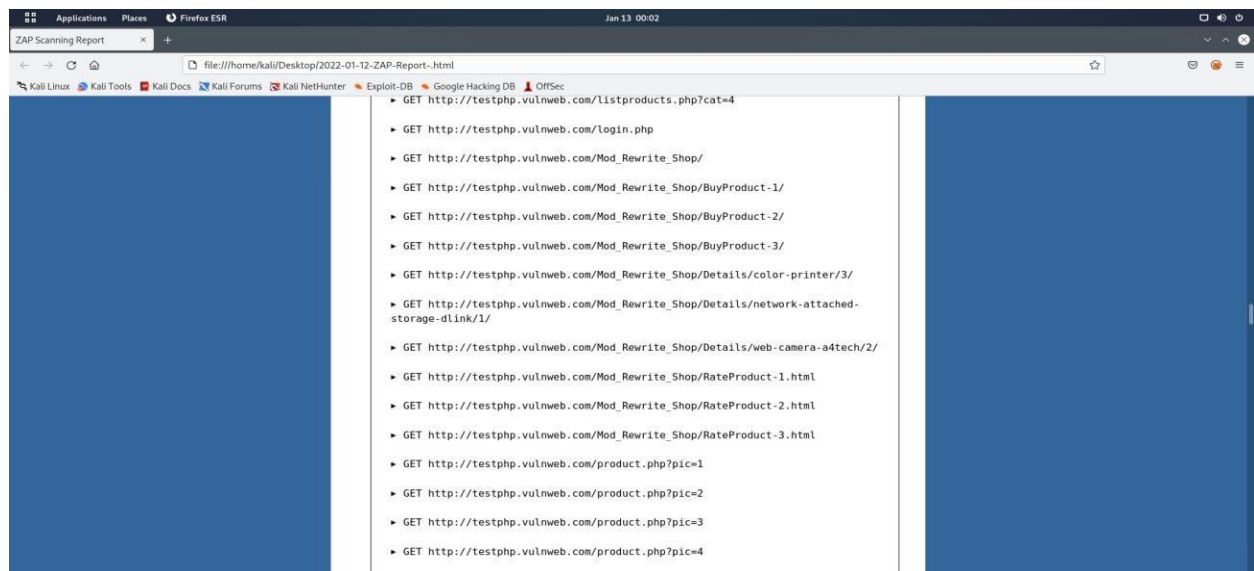 Applications Places Firefox ESR Jan 13 00:02
ZAP Scanning Report
file:///home/kali/Desktop/2022-01-12-ZAP-Report-.html
Kali Linux Kali Tools Kali Docs Kali Forums Kali NetHunter Exploit-DB Google Hacking DB OffSec
▸ GET http://testphp.vulnweb.com/listproducts.php?cat=4
▸ GET http://testphp.vulnweb.com/login.php
▸ GET http://testphp.vulnweb.com/Mod_Rewrite_Shop/
▸ GET http://testphp.vulnweb.com/Mod_Rewrite_Shop/BuyProduct-1/
▸ GET http://testphp.vulnweb.com/Mod_Rewrite_Shop/BuyProduct-2/
▸ GET http://testphp.vulnweb.com/Mod_Rewrite_Shop/BuyProduct-3/
▸ GET http://testphp.vulnweb.com/Mod_Rewrite_Shop/Details/color-printer/3/
▸ GET http://testphp.vulnweb.com/Mod_Rewrite_Shop/Details/network-attached-
storage-dlink/1/
▸ GET http://testphp.vulnweb.com/Mod_Rewrite_Shop/Details/web-camera-a4tech/2/
▸ GET http://testphp.vulnweb.com/Mod_Rewrite_Shop/RateProduct-1.html
▸ GET http://testphp.vulnweb.com/Mod_Rewrite_Shop/RateProduct-2.html
▸ GET http://testphp.vulnweb.com/Mod_Rewrite_Shop/RateProduct-3.html
▸ GET http://testphp.vulnweb.com/product.php?pic=1
▸ GET http://testphp.vulnweb.com/product.php?pic=2
▸ GET http://testphp.vulnweb.com/product.php?pic=3
▸ GET http://testphp.vulnweb.com/product.php?pic=4